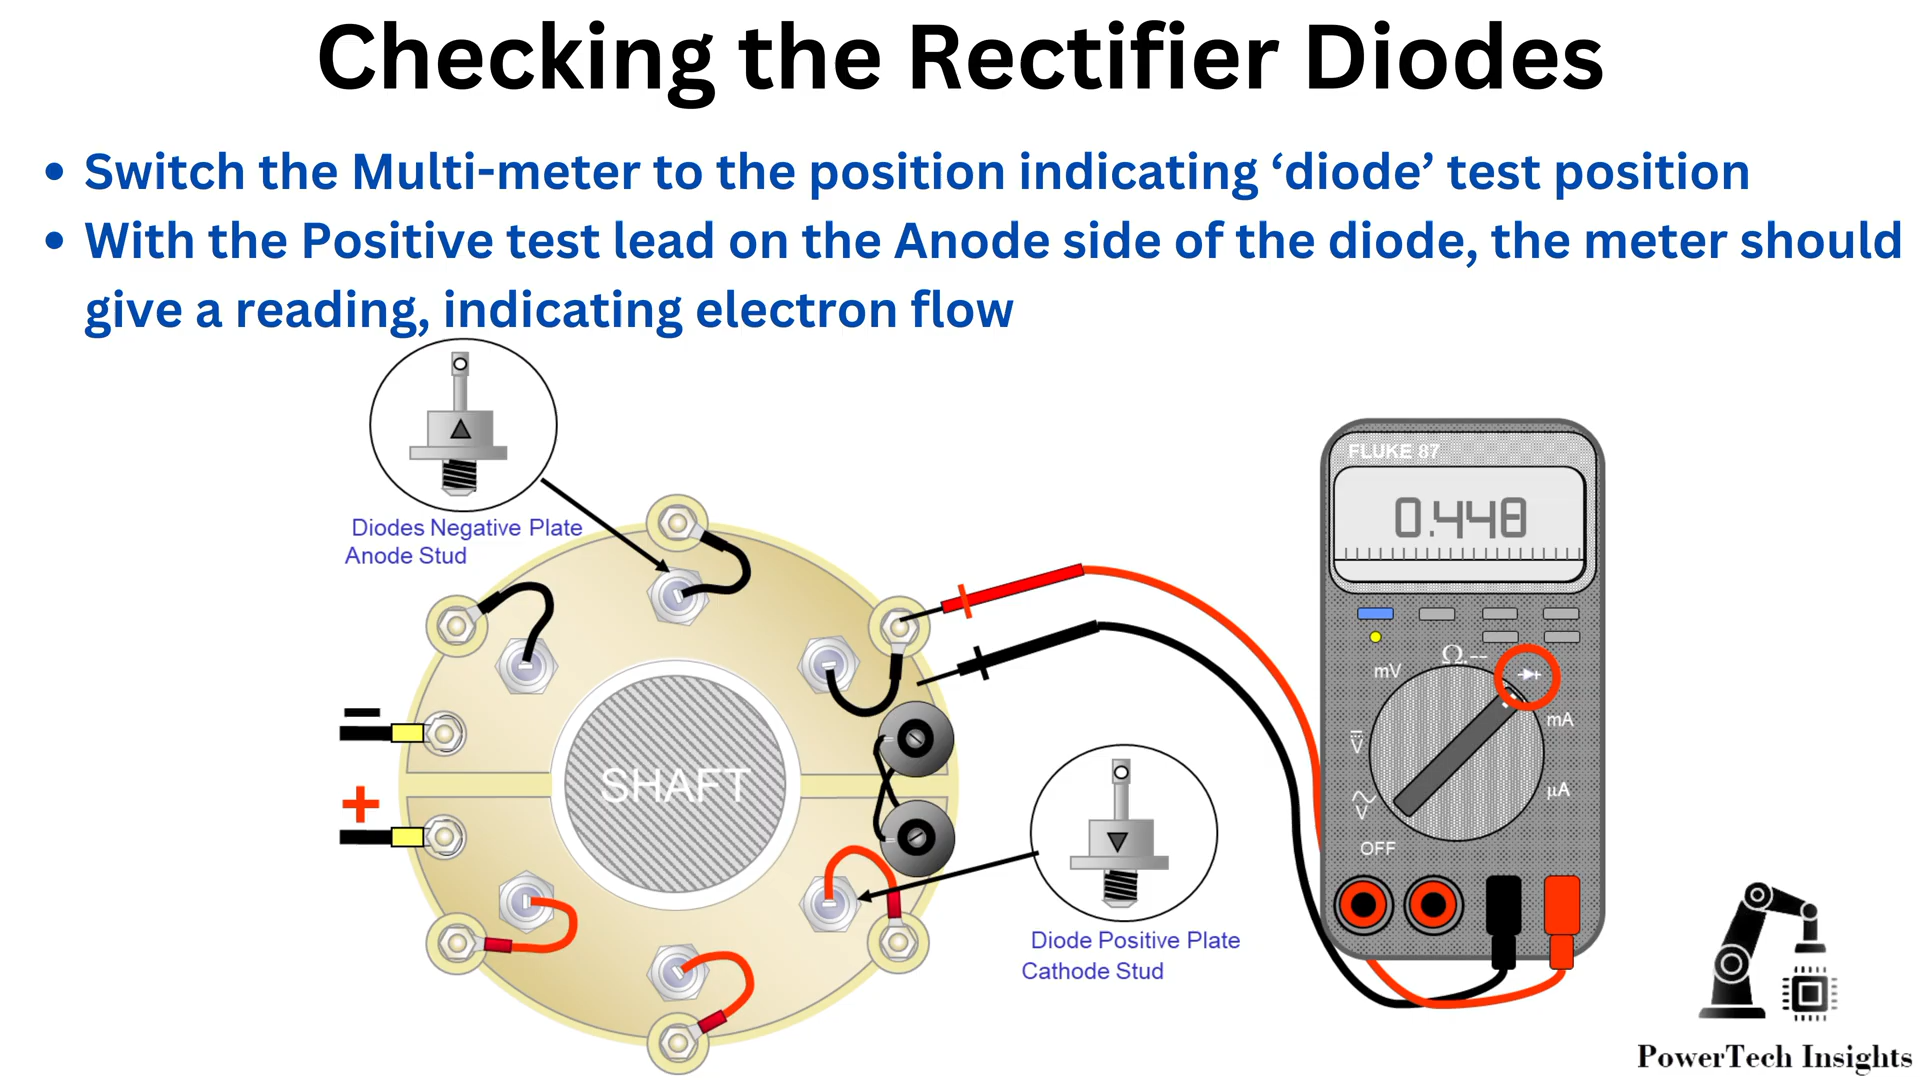 Checking the Rectifier Diodes
• Switch the Multi-meter to the position indicating ‘diode’ test position
• With the Positive test lead on the Anode side of the diode, the meter should
give a reading, indicating electron flow
Diodes Negative Plate
Anode Stud
FLUKE 87
0.448
Ω
mV
mA
V
SHAFT
µA
V
OFF
−
+
Diode Positive Plate
Cathode Stud
PowerTech Insights